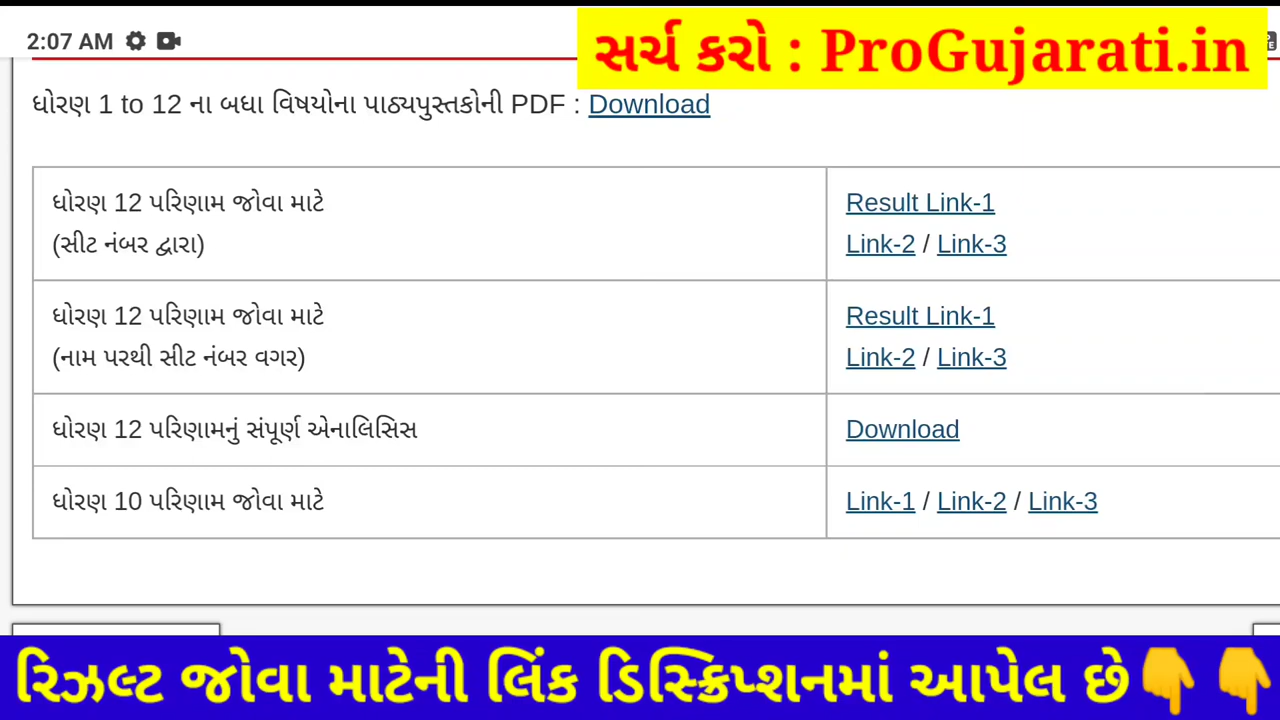 2:07 AM
સર્ચ કરો : ProGujarati.in
ધોરણ 1 to 12 ના બધા વિષયોના પાઠ્યપુસ્તકોની PDF : Download
ધોરણ 12 પરિણામ જોવા માટે
(સીટ નંબર દ્વારા)
Result Link-1
Link-2 / Link-3
ધોરણ 12 પરિણામ જોવા માટે
(નામ પરથી સીટ નંબર વગર)
Result Link-1
Link-2 / Link-3
ધોરણ 12 પરિણામનું સંપૂર્ણ એનાલિસિસ
Download
ધોરણ 10 પરિણામ જોવા માટે
Link-1 / Link-2 / Link-3
રિઝલ્ટ જોવા માટેની લિંક ડિસ્ક્રિપ્શનમાં આપેલ છે👇👇